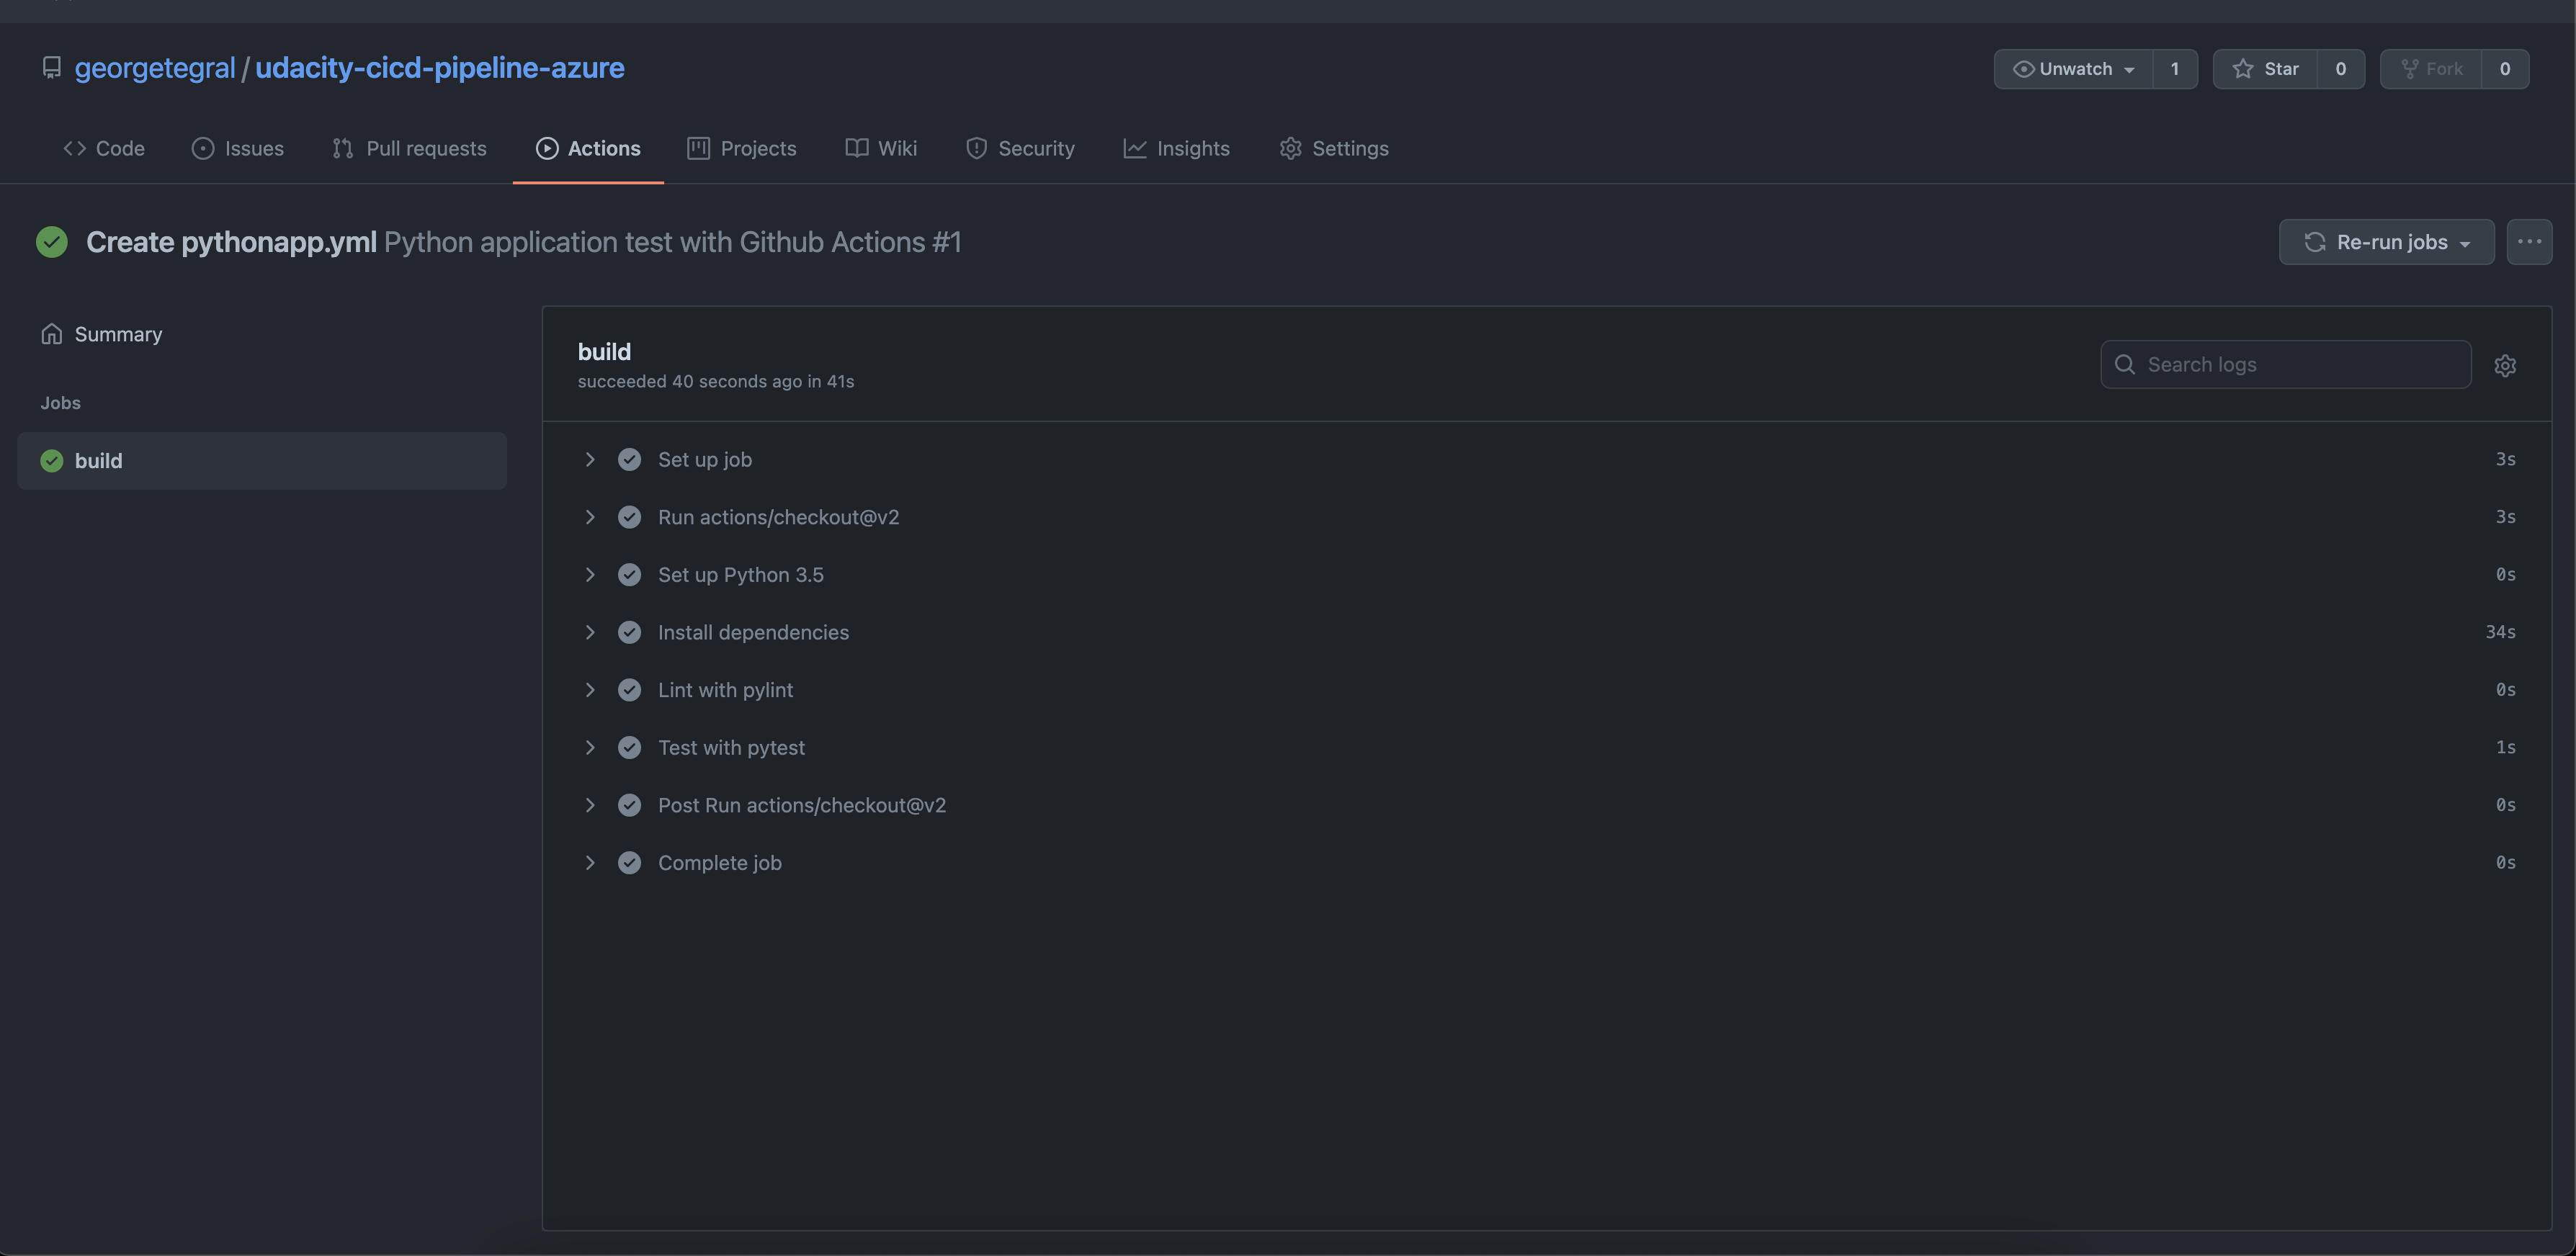 georgetegral / udacity-cicd-pipeline-azure
Unwatch 1 Star 0 Fork 0
Code Issues Pull requests Actions Projects Wiki Security Insights Settings
Create pythonapp.yml Python application test with Github Actions #1
Re-run jobs
Summary
Jobs
build
build
succeeded 40 seconds ago in 41s
Search logs
Set up job 3s
Run actions/checkout@v2 3s
Set up Python 3.5 0s
Install dependencies 34s
Lint with pylint 0s
Test with pytest 1s
Post Run actions/checkout@v2 0s
Complete job 0s